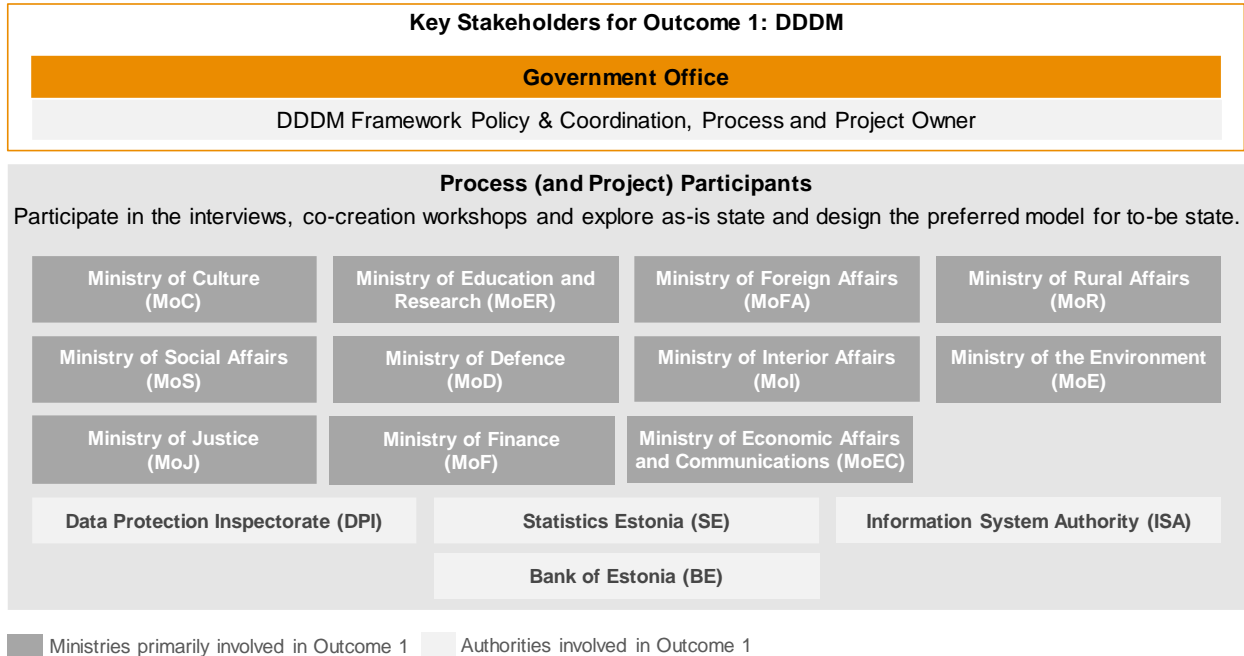 Key Stakeholders for Outcome 1: DDDM
Government Office
DDDM Framework Policy & Coordination, Process and Project Owner
Process (and Project) Participants
Participate in the interviews, co-creation workshops and explore as-is state and design the preferred model for to-be state.
Ministry of Culture
(MoC)
Ministry of Education and
Research (MoER)
Ministry of Foreign Affairs
(MoFA)
Ministry of Rural Affairs
(MoR)
Ministry of Social Affairs
(MoS)
Ministry of Defence
(MoD)
Ministry of Interior Affairs
(MoI)
Ministry of the Environment
(MoE)
Ministry of Justice
(MoJ)
Ministry of Finance
(MoF)
Ministry of Economic Affairs
and Communications (MoEC)
Data Protection Inspectorate (DPI)
Statistics Estonia (SE)
Information System Authority (ISA)
Bank of Estonia (BE)
Ministries primarily involved in Outcome 1
Authorities involved in Outcome 1